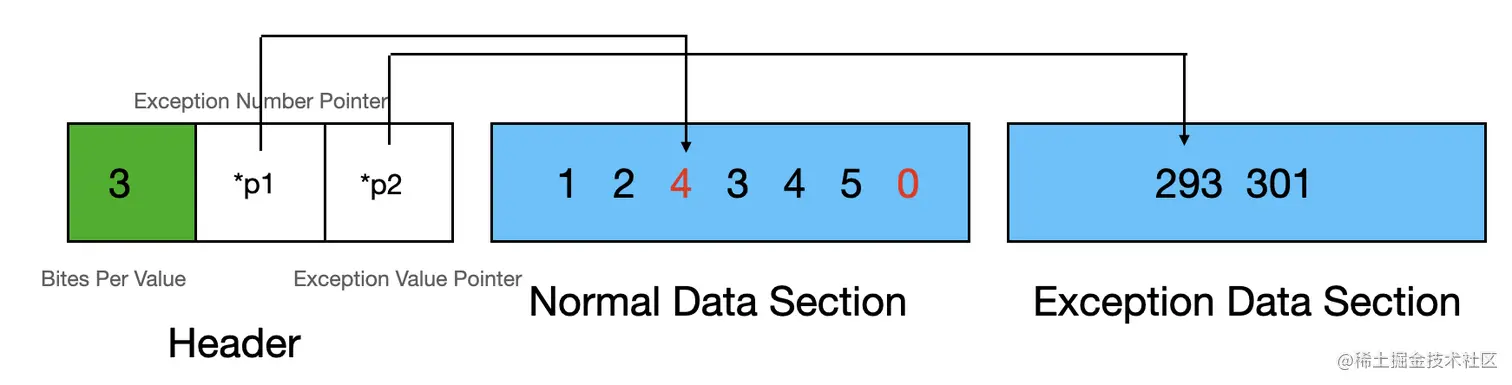 Exception Number Pointer
3 *p1 *p2
1 2 4 3 4 5 0
293 301
Bites Per Value
Exception Value Pointer
Header
Normal Data Section
Exception Data Section
@稀土掘金技术社区